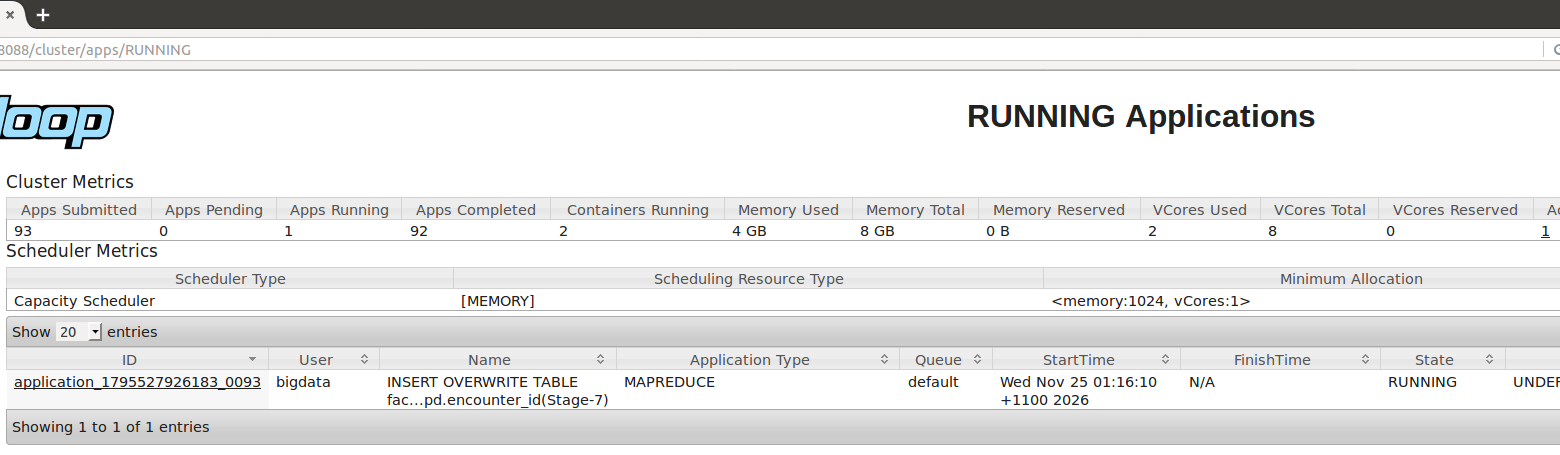 8088/cluster/apps/RUNNING
loop
RUNNING Applications
Cluster Metrics
Apps Submitted Apps Pending Apps Running Apps Completed Containers Running Memory Used Memory Total Memory Reserved VCores Used VCores Total VCores Reserved
93 0 1 92 2 4 GB 8 GB 0 B 2 8 0 1
Scheduler Metrics
Scheduler Type Scheduling Resource Type Minimum Allocation
Capacity Scheduler [MEMORY] <memory:1024, vCores:1>
Show 20 entries
ID User Name Application Type Queue StartTime FinishTime State
application_1795527926183_0093 bigdata INSERT OVERWRITE TABLE MAPREDUCE default Wed Nov 25 01:16:10 N/A RUNNING UNDEF
fac...pd.encounter_id(Stage-7) +1100 2026
Showing 1 to 1 of 1 entries